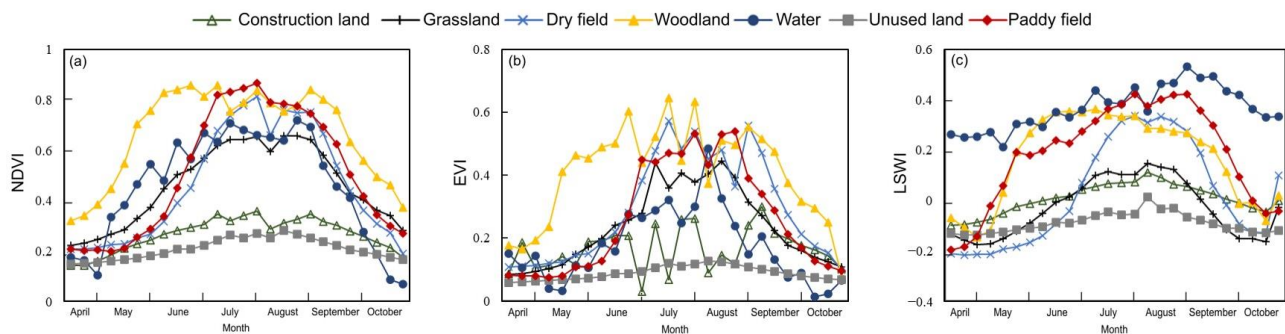 Construction land Grassland Dry field Woodland Water Unused land Paddy field
(a)
NDVI
1
0.8
0.6
0.4
0.2
0
April May June July August September October
Month
(b)
EVI
0.8
0.6
0.4
0.2
0
April May June July August September October
Month
(c)
LSWI
0.6
0.4
0.2
0
−0.2
−0.4
April May June July August September October
Month